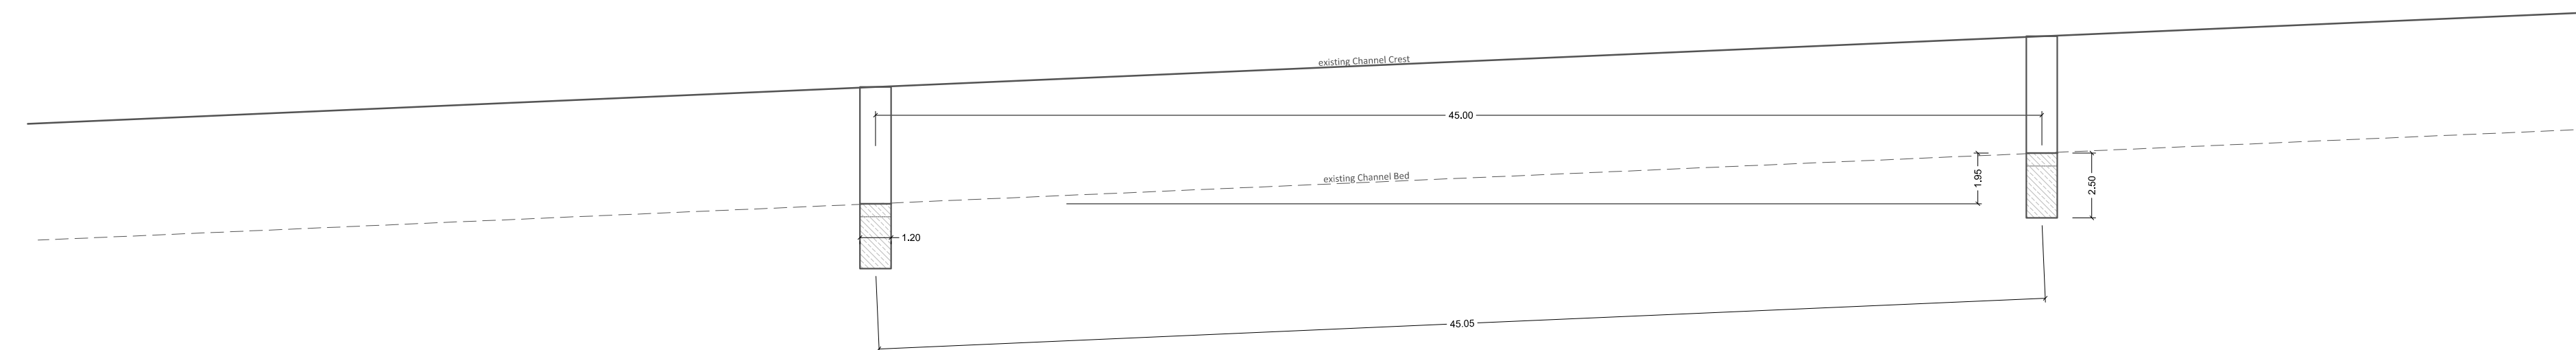 existing Channel Crest
45.00
existing Channel Bed
1.95
2.50
1.20
45.05